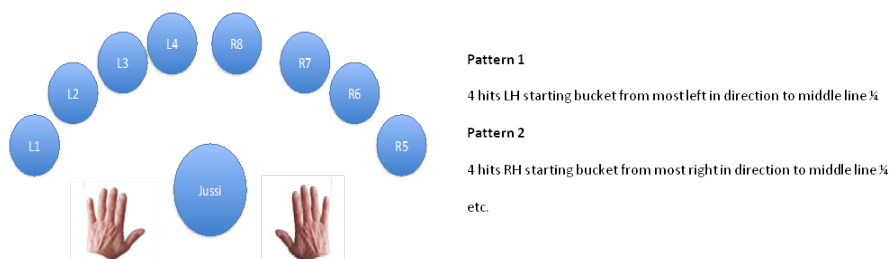 L1
L2
L3
L4
R8
R7
R6
R5
Jussi
Pattern 1
4 hits LH starting bucket from most left in direction to middle line ¼
Pattern 2
4 hits RH starting bucket from most right in direction to middle line ¼
etc.